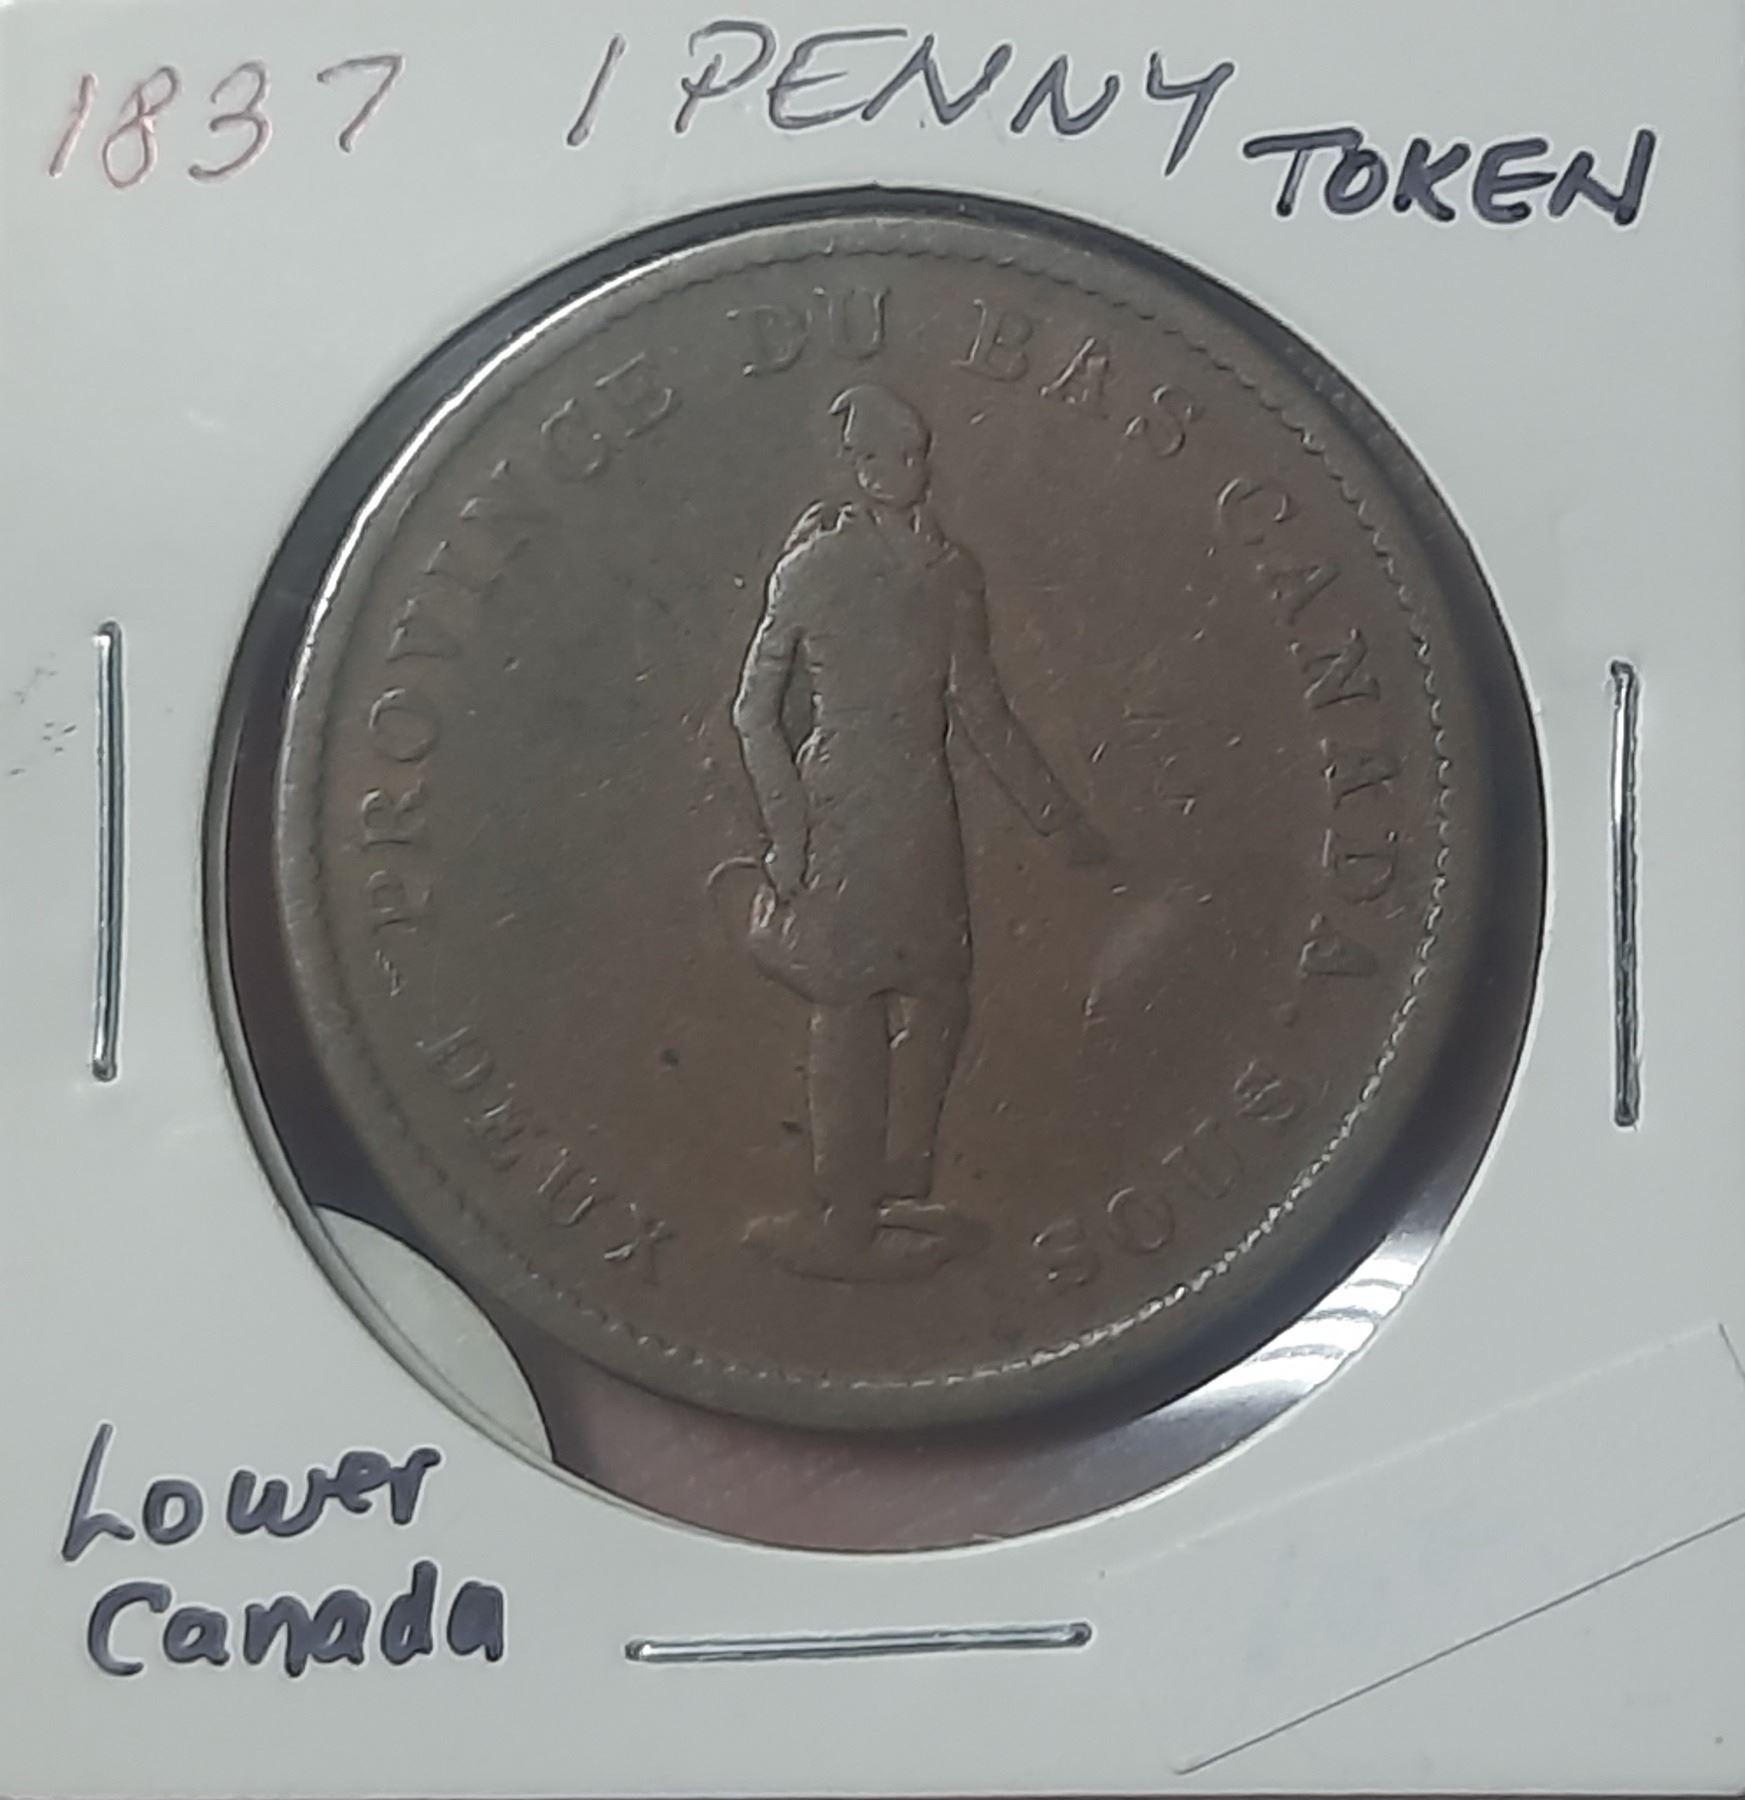 1837 1 PENNY TOKEN
PROVINCE DU BAS CANADA.
DEUX SOUS
Lower
Canada